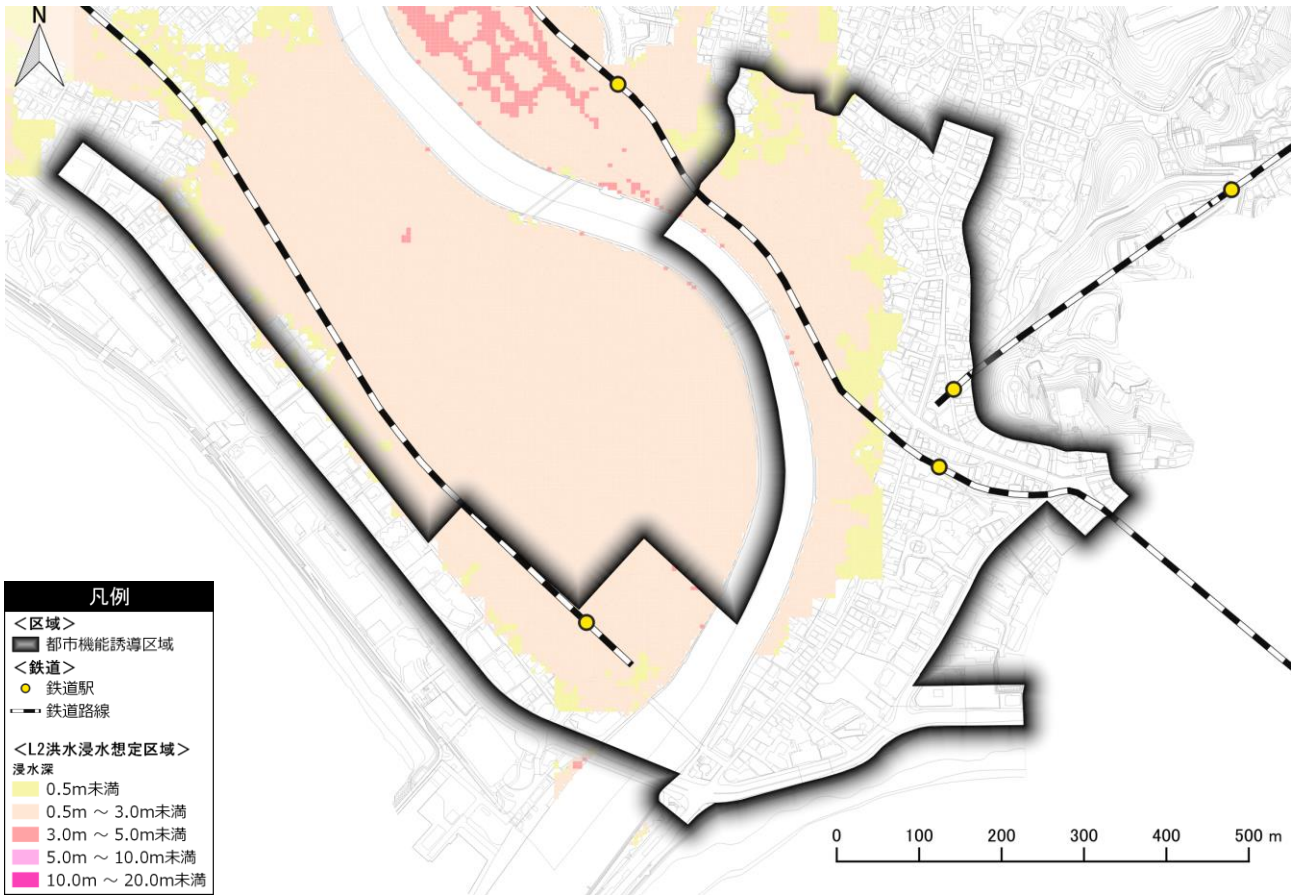 N
凡例
＜区域＞
都市機能誘導区域
＜鉄道＞
鉄道駅
鉄道路線
＜L2洪水浸水想定区域＞
浸水深
0.5m未満
0.5m ～ 3.0m未満
3.0m ～ 5.0m未満
5.0m ～ 10.0m未満
10.0m ～ 20.0m未満
0 100 200 300 400 500 m